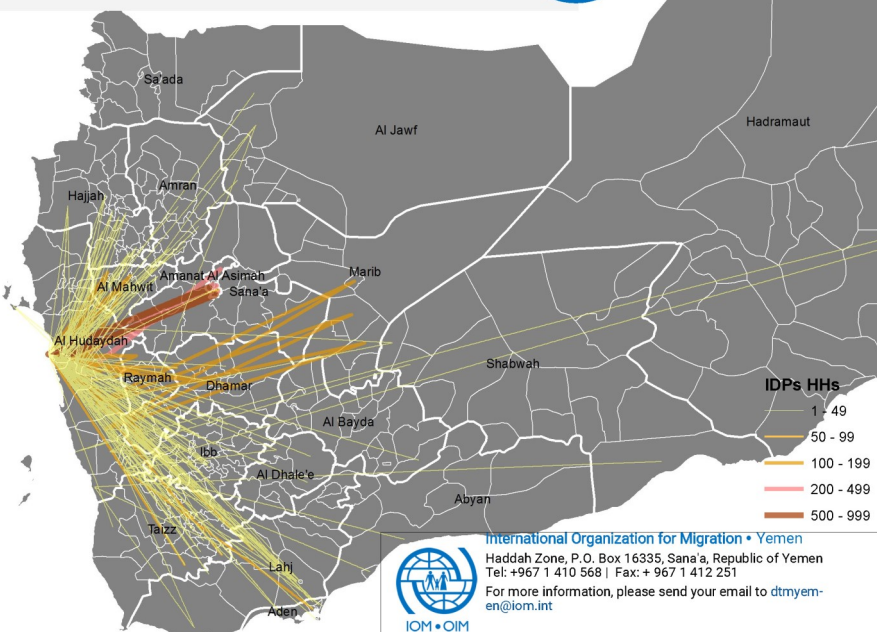 Sa'ada
Al Jawf
Hadramaut
Amran
Hajjah
Amanat Al Asimah
Marib
Al Mahwit
Sana'a
Al Hudaydah
Shabwah
Raymah
Dhamar
IDPs HHs
1 - 49
50 - 99
100 - 199
200 - 499
500 - 999
Al Bayda
Ibb
Al Dhale'e
Abyan
Taizz
Lahj
Aden
International Organization for Migration • Yemen
Haddah Zone, P.O. Box 16335, Sana'a, Republic of Yemen
Tel: +967 1 410 568 | Fax: + 967 1 412 251
For more information, please send your email to dtmyem-
en@iom.int
IOM • OIM